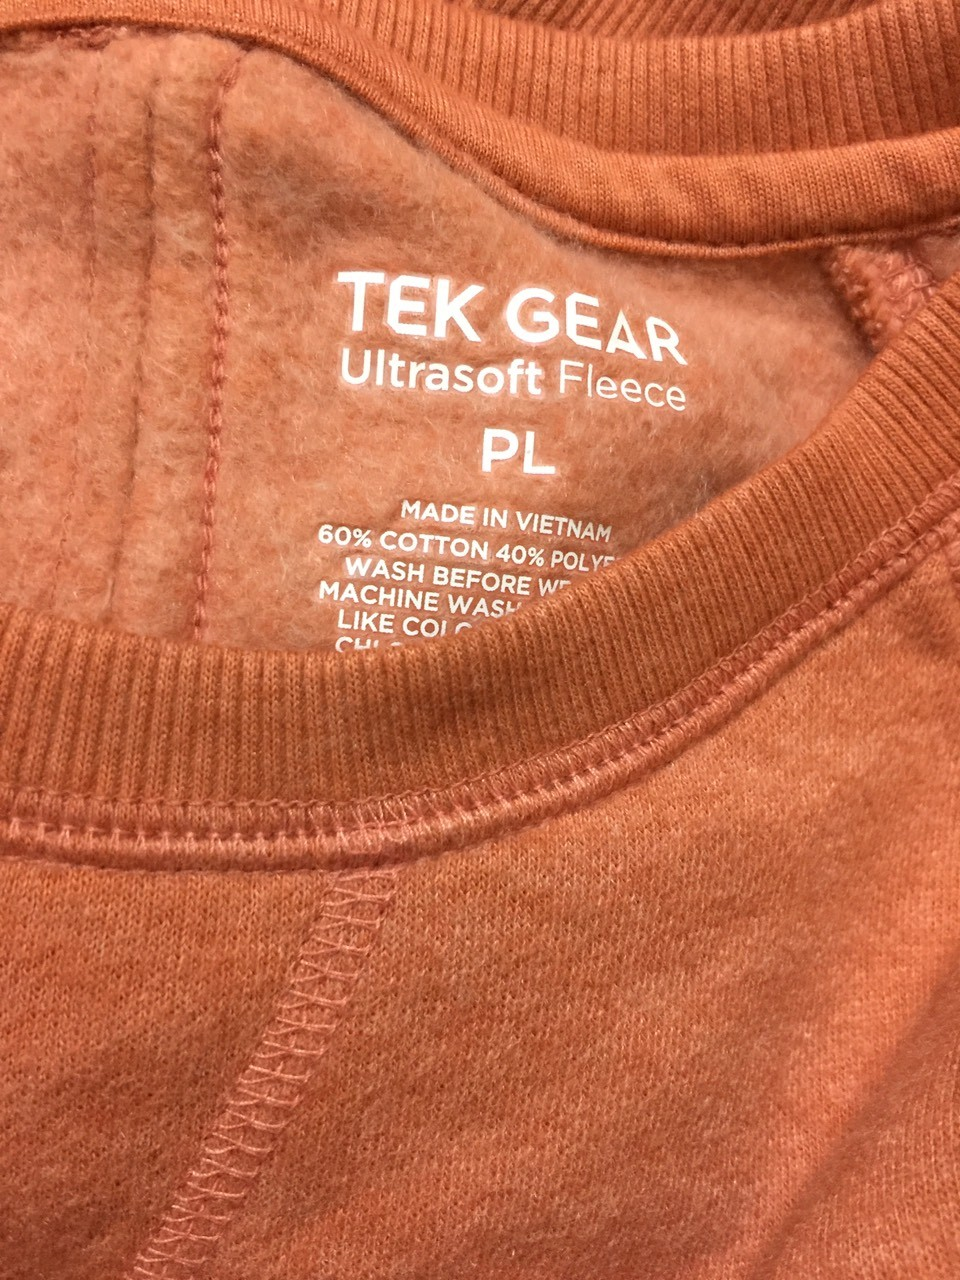 TEK GEAR
Ultrasoft Fleece
PL
MADE IN VIETNAM
60% COTTON 40%
WASH BEFORE
MACHINE WASH
LIKE